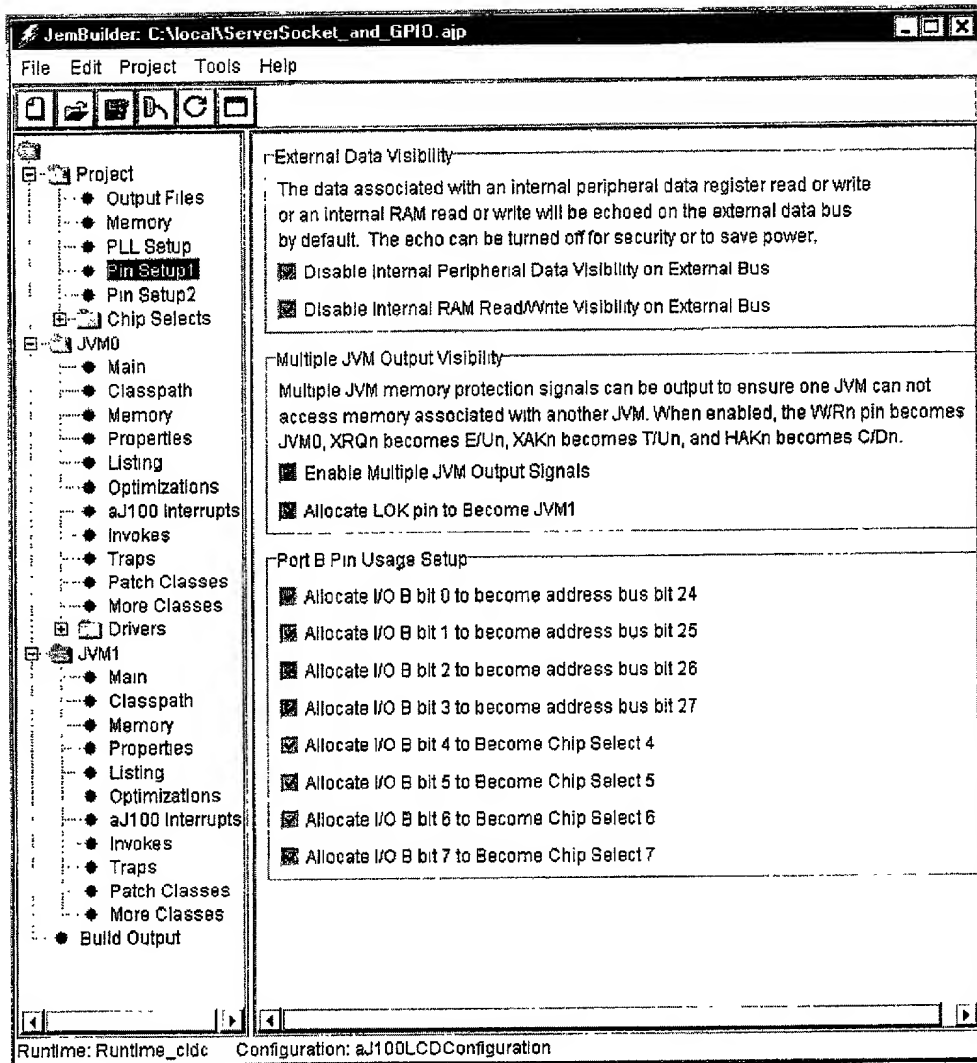 JemBuilder: C:\local\ServerSocket_and_GPIO.ajp
File Edit Project Tools Help
Project
Output Files
Memory
PLL Setup
Pin Setup1
Pin Setup2
Chip Selects
JVM0
Main
Classpath
Memory
Properties
Listing
Optimizations
aJ100 Interrupts
Invokes
Traps
Patch Classes
More Classes
Drivers
JVM1
Main
Classpath
Memory
Properties
Listing
Optimizations
aJ100 Interrupts
Invokes
Traps
Patch Classes
More Classes
Build Output
External Data Visibility
The data associated with an internal peripheral data register read or write
or an internal RAM read or write will be echoed on the external data bus
by default. The echo can be turned off for security or to save power.
Disable Internal Peripheral Data Visibility on External Bus
Disable Internal RAM Read/Write Visibility on External Bus
Multiple JVM Output Visibility
Multiple JVM memory protection signals can be output to ensure one JVM can not
access memory associated with another JVM. When enabled, the W/Rn pin becomes
JVM0, XRQn becomes E/Un, XAKn becomes T/Un, and HAKn becomes C/Dn.
Enable Multiple JVM Output Signals
Allocate LOK pin to Become JVM1
Port B Pin Usage Setup
Allocate I/O B bit 0 to become address bus bit 24
Allocate I/O B bit 1 to become address bus bit 25
Allocate I/O B bit 2 to become address bus bit 26
Allocate I/O B bit 3 to become address bus bit 27
Allocate I/O B bit 4 to Become Chip Select 4
Allocate I/O B bit 5 to Become Chip Select 5
Allocate I/O B bit 6 to Become Chip Select 6
Allocate I/O B bit 7 to Become Chip Select 7
Runtime: Runtime_cldc Configuration: aJ100LCDConfiguration